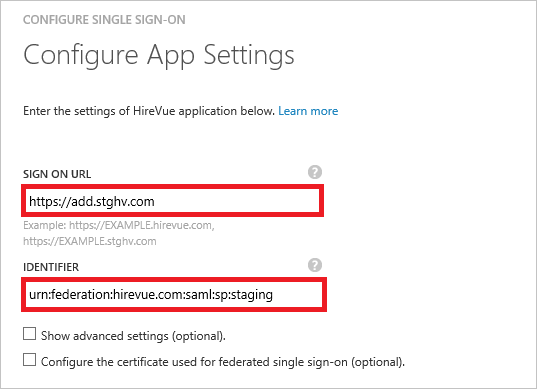 CONFIGURE SINGLE SIGN-ON
Configure App Settings
Enter the settings of HireVue application below. Learn more
SIGN ON URL ?
https://add.stghv.com
Example: https://EXAMPLE.hirevue.com,
https://EXAMPLE.stghv.com
IDENTIFIER ?
urn:federation:hirevue.com:saml:sp:staging
Show advanced settings (optional).
Configure the certificate used for federated single sign-on (optional).